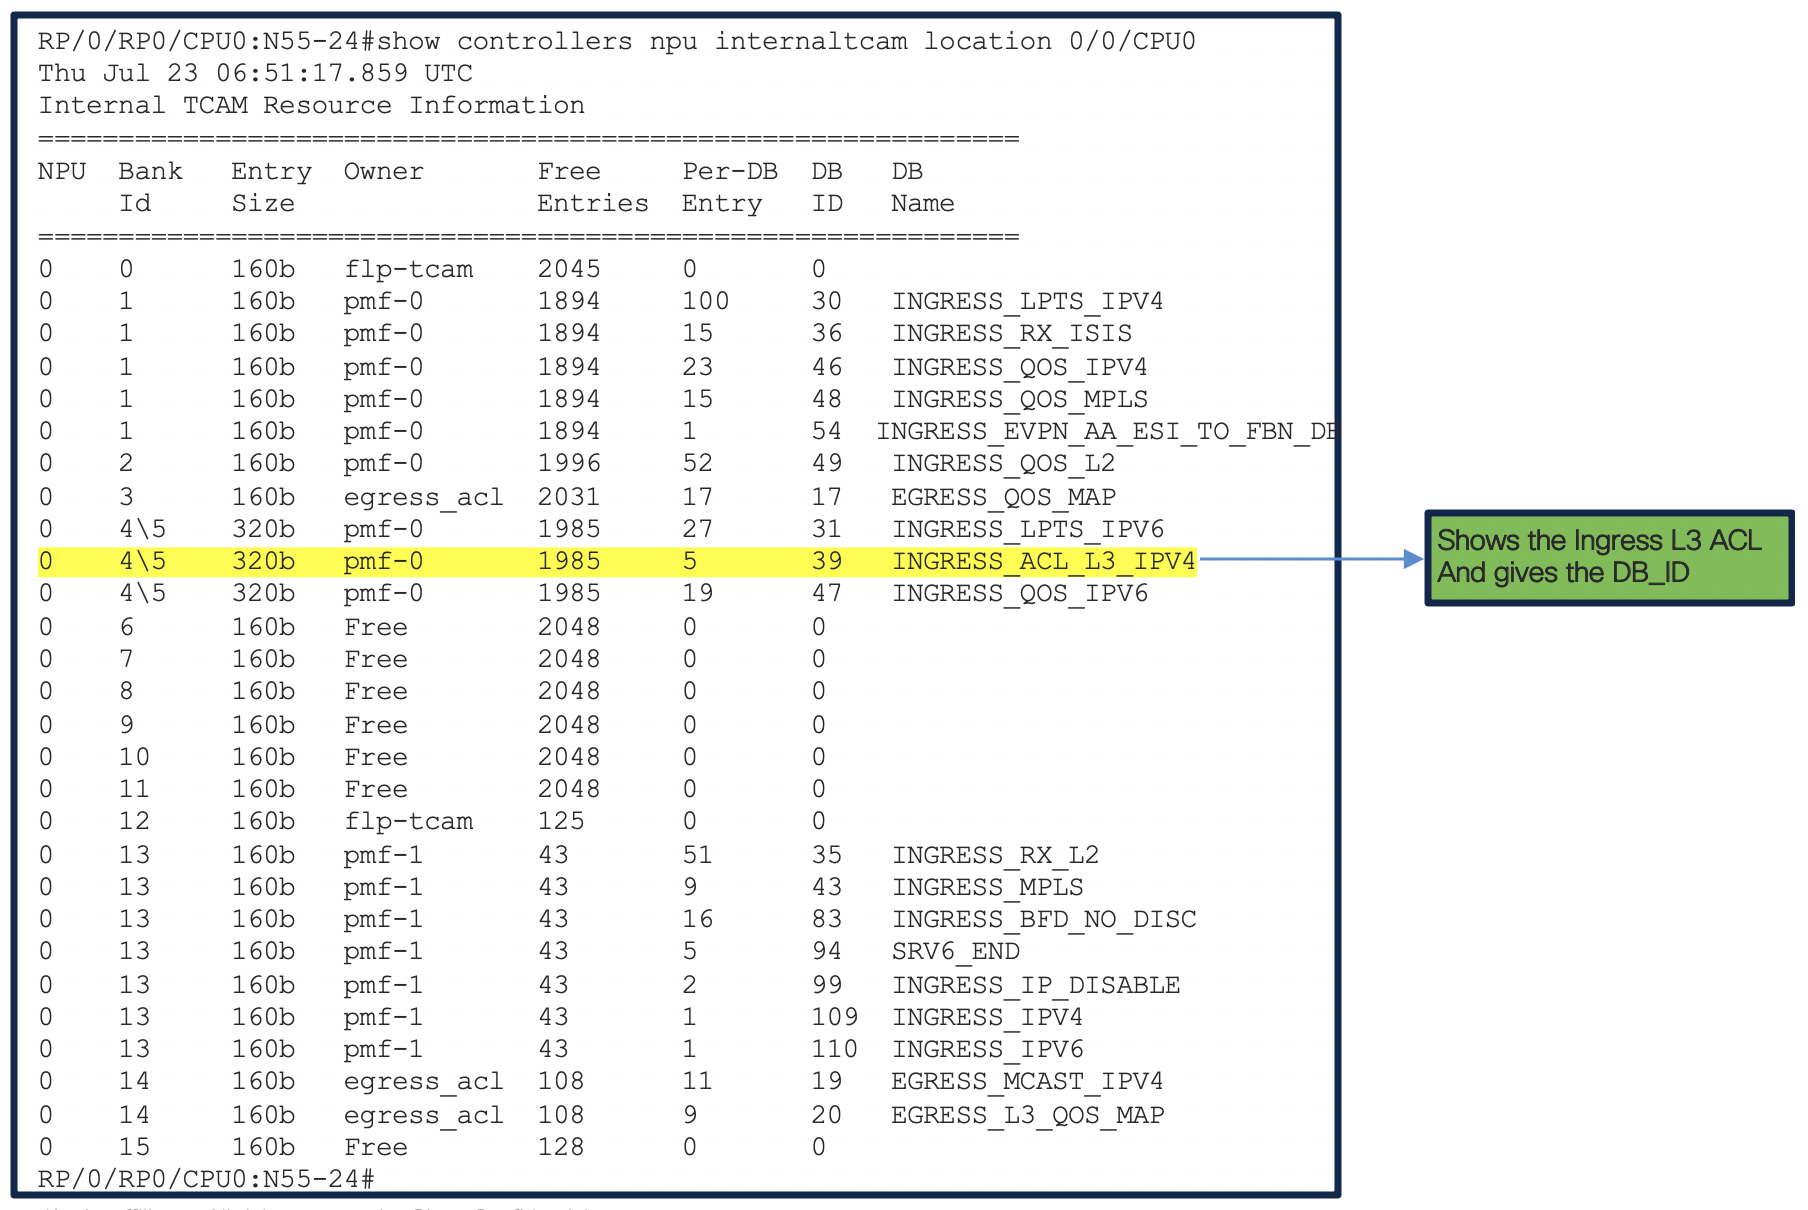 RP/0/RP0/CPU0:N55-24#show controllers npu internaltcam location 0/0/CPU0
Thu Jul 23 06:51:17.859 UTC
Internal TCAM Resource Information
=============================================================
NPU  Bank   Entry  Owner       Free     Per-DB  DB   DB
     Id     Size               Entries  Entry   ID   Name
=============================================================
0    0      160b   flp-tcam    2045     0       0
0    1      160b   pmf-0       1894     100     30   INGRESS_LPTS_IPV4
0    1      160b   pmf-0       1894     15      36   INGRESS_RX_ISIS
0    1      160b   pmf-0       1894     23      46   INGRESS_QOS_IPV4
0    1      160b   pmf-0       1894     15      48   INGRESS_QOS_MPLS
0    1      160b   pmf-0       1894     1       54  INGRESS_EVPN_AA_ESI_TO_FBN_DB
0    2      160b   pmf-0       1996     52      49   INGRESS_QOS_L2
0    3      160b   egress_acl  2031     17      17   EGRESS_QOS_MAP
0    4\5    320b   pmf-0       1985     27      31   INGRESS_LPTS_IPV6
0    4\5    320b   pmf-0       1985     5       39   INGRESS_ACL_L3_IPV4
0    4\5    320b   pmf-0       1985     19      47   INGRESS_QOS_IPV6
0    6      160b   Free        2048     0       0
0    7      160b   Free        2048     0       0
0    8      160b   Free        2048     0       0
0    9      160b   Free        2048     0       0
0    10     160b   Free        2048     0       0
0    11     160b   Free        2048     0       0
0    12     160b   flp-tcam    125      0       0
0    13     160b   pmf-1       43       51      35   INGRESS_RX_L2
0    13     160b   pmf-1       43       9       43   INGRESS_MPLS
0    13     160b   pmf-1       43       16      83   INGRESS_BFD_NO_DISC
0    13     160b   pmf-1       43       5       94   SRV6_END
0    13     160b   pmf-1       43       2       99   INGRESS_IP_DISABLE
0    13     160b   pmf-1       43       1       109  INGRESS_IPV4
0    13     160b   pmf-1       43       1       110  INGRESS_IPV6
0    14     160b   egress_acl  108      11      19   EGRESS_MCAST_IPV4
0    14     160b   egress_acl  108      9       20   EGRESS_L3_QOS_MAP
0    15     160b   Free        128      0       0
RP/0/RP0/CPU0:N55-24#
Shows the Ingress L3 ACL
And gives the DB_ID